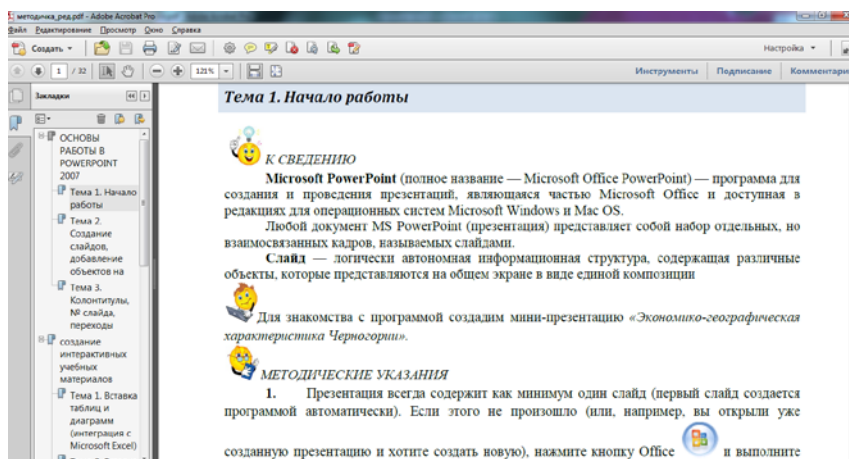 методичка_ред.pdf - Adobe Acrobat Pro
Файл Редактирование Просмотр Окно Справка
Создать Настройка
1 / 32 121% Инструменты Подписание Комментари
Закладки
ОСНОВЫ
РАБОТЫ В
POWERPOINT
2007
Тема 1. Начало
работы
Тема 2.
Создание
слайдов,
добавление
объектов на
Тема 3.
Колонтитулы,
№ слайда,
переходы
создание
интерактивных
учебных
материалов
Тема 1. Вставка
таблиц и
диаграмм
(интеграция с
Microsoft Excel)
Тема 1. Начало работы
К СВЕДЕНИЮ
Microsoft PowerPoint (полное название — Microsoft Office PowerPoint) — программа для
создания и проведения презентаций, являющаяся частью Microsoft Office и доступная в
редакциях для операционных систем Microsoft Windows и Mac OS.
Любой документ MS PowerPoint (презентация) представляет собой набор отдельных, но
взаимосвязанных кадров, называемых слайдами.
Слайд — логически автономная информационная структура, содержащая различные
объекты, которые представляются на общем экране в виде единой композиции
Для знакомства с программой создадим мини-презентацию «Экономико-географическая
характеристика Черногории».
МЕТОДИЧЕСКИЕ УКАЗАНИЯ
1. Презентация всегда содержит как минимум один слайд (первый слайд создается
программой автоматически). Если этого не произошло (или, например, вы открыли уже
созданную презентацию и хотите создать новую), нажмите кнопку Office и выполните